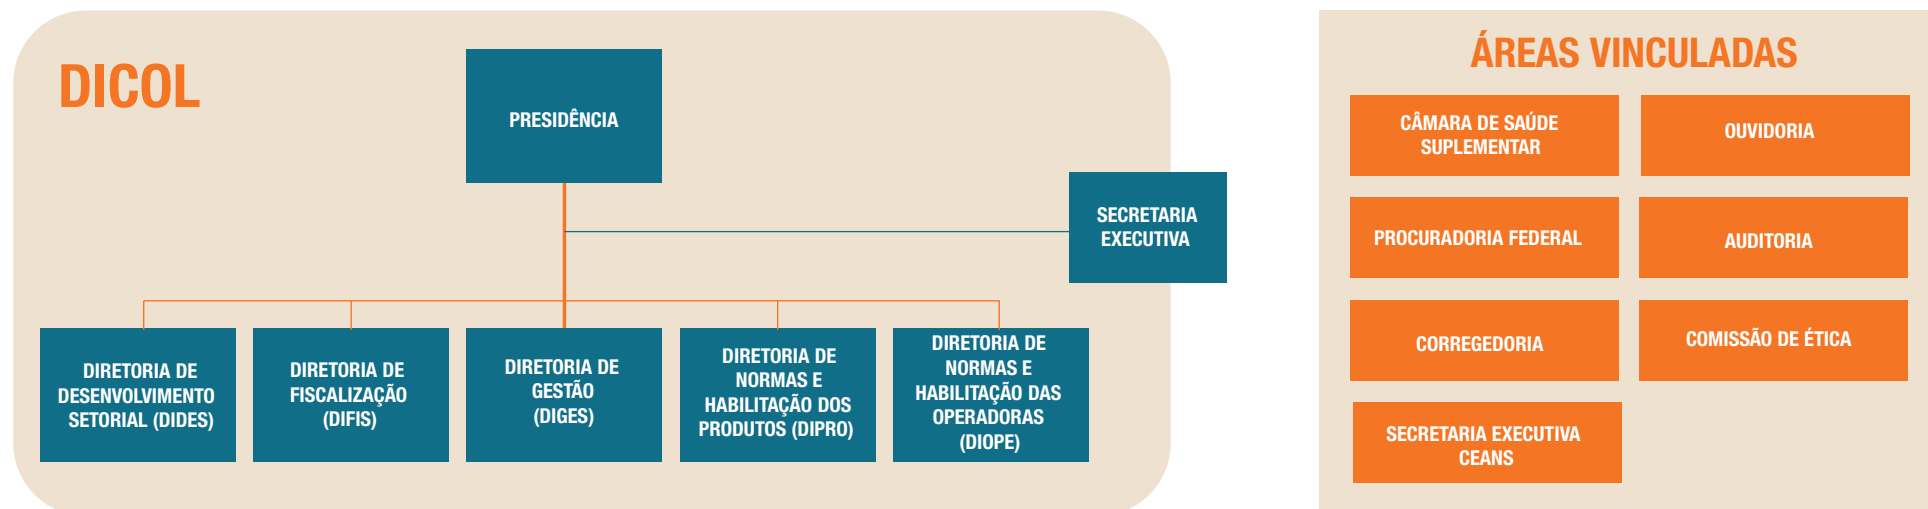 DICOL
PRESIDÊNCIA
SECRETARIA
EXECUTIVA
DIRETORIA DE
DESENVOLVIMENTO
SETORIAL (DIDES)
DIRETORIA DE
FISCALIZAÇÃO
(DIFIS)
DIRETORIA DE
GESTÃO
(DIGES)
DIRETORIA DE
NORMAS E
HABILITAÇÃO DOS
PRODUTOS (DIPRO)
DIRETORIA DE
NORMAS E
HABILITAÇÃO DAS
OPERADORAS
(DIOPE)
ÁREAS VINCULADAS
CÂMARA DE SAÚDE
SUPLEMENTAR
OUVIDORIA
PROCURADORIA FEDERAL
AUDITORIA
CORREGEDORIA
COMISSÃO DE ÉTICA
SECRETARIA EXECUTIVA
CEANS